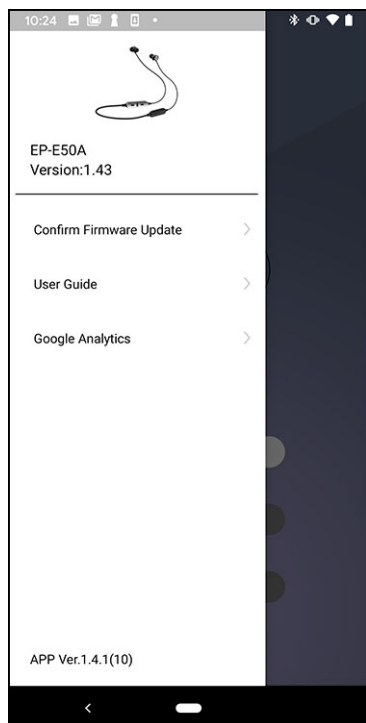 10:24
EP-E50A
Version:1.43
Confirm Firmware Update
User Guide
Google Analytics
APP Ver.1.4.1(10)